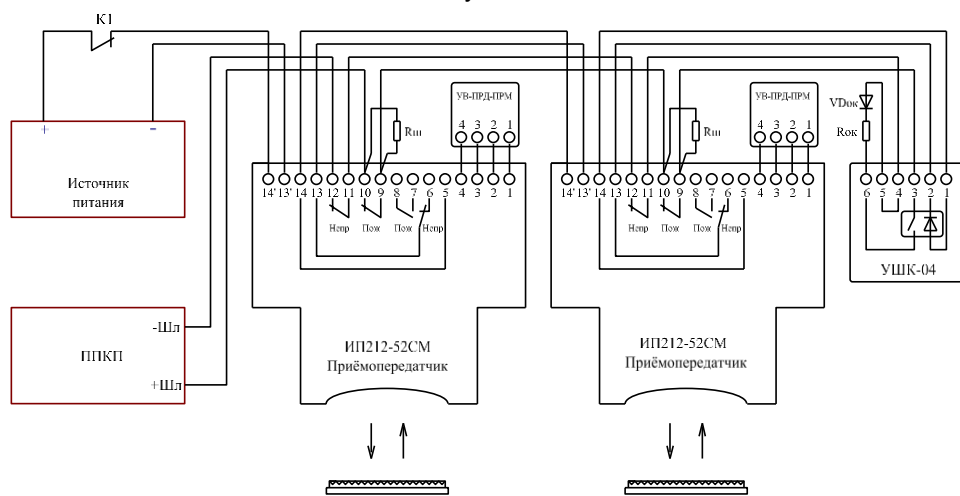 К1
+ −
Источник
питания
ППКП
-Шл
+Шл
УВ-ПРД-ПРМ
4 3 2 1
Rш
14' 13' 14 13 12 11 10 9 8 7 6 5 4 3 2 1
Непр Пож Пож Непр
ИП212-52СМ
Приёмопередатчик
УВ-ПРД-ПРМ
4 3 2 1
Rш
14' 13' 14 13 12 11 10 9 8 7 6 5 4 3 2 1
Непр Пож Пож Непр
ИП212-52СМ
Приёмопередатчик
VDок
Rок
6 5 4 3 2 1
УШК-04